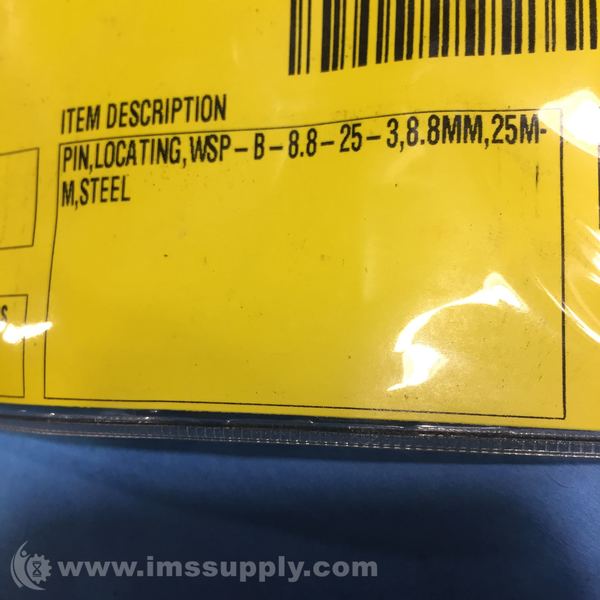 ITEM DESCRIPTION
PIN,LOCATING,WSP-B-8.8-25-3,8.8MM,25M-
M,STEEL
S
www.imssupply.com